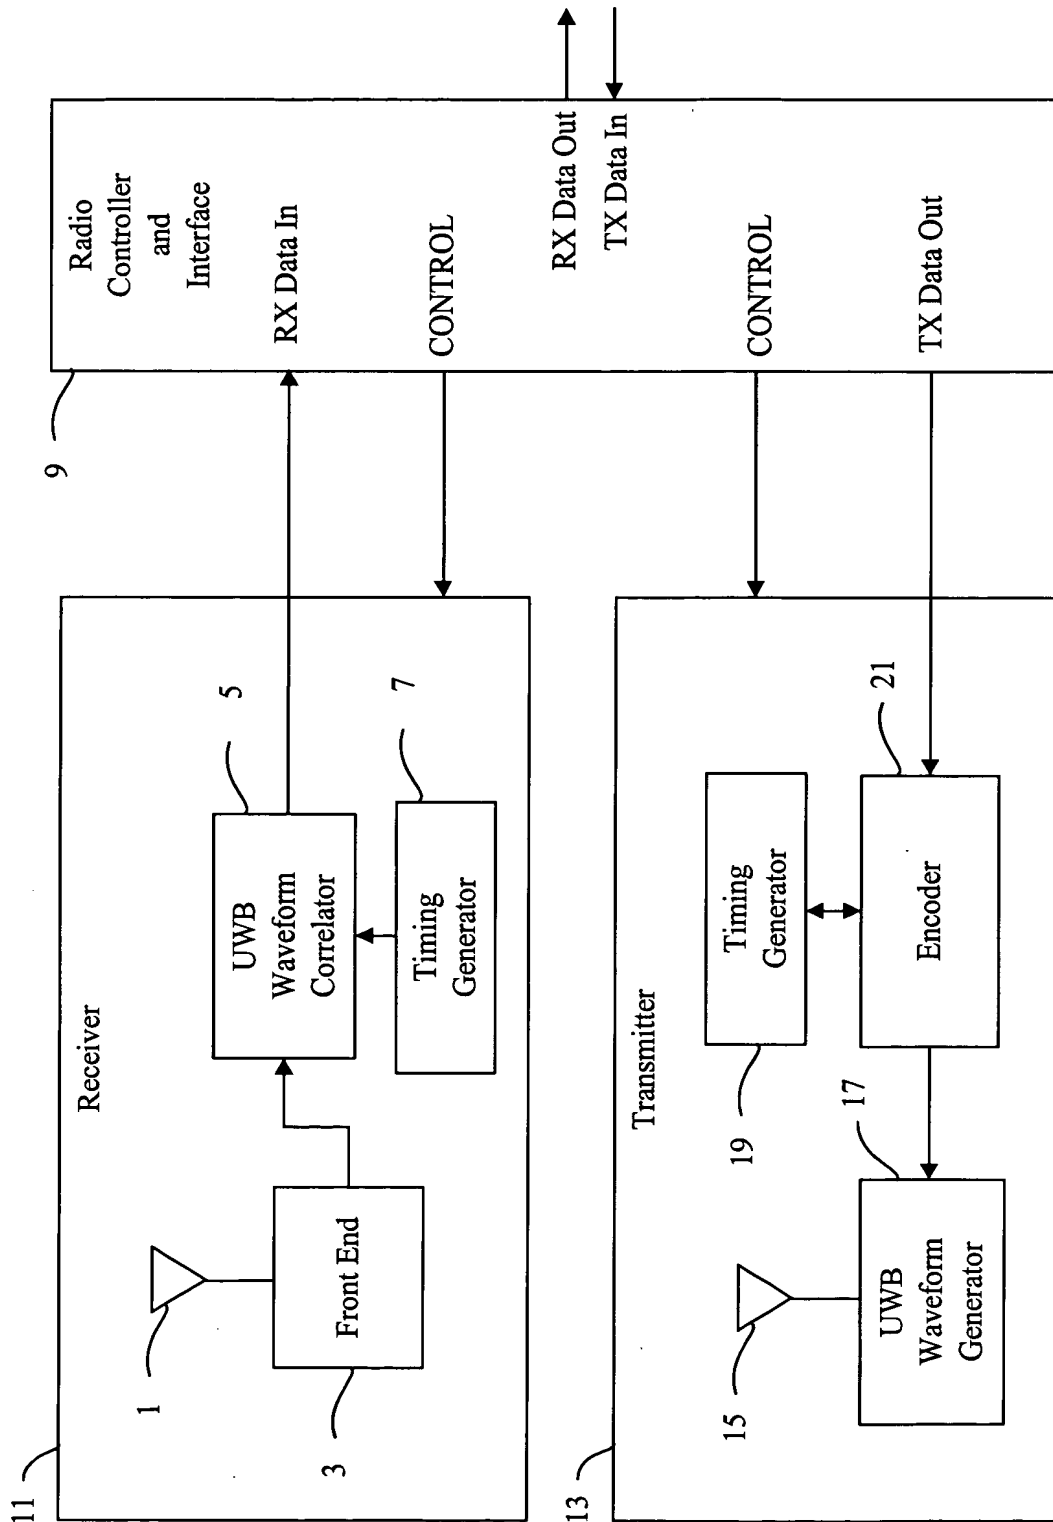 11
Receiver
1
3
Front End
5
UWB
Waveform
Correlator
7
Timing
Generator
9
Radio
Controller
and
Interface
RX Data In
CONTROL
RX Data Out
TX Data In
CONTROL
TX Data Out
13
Transmitter
15
UWB
Waveform
Generator
17
19
Timing
Generator
21
Encoder